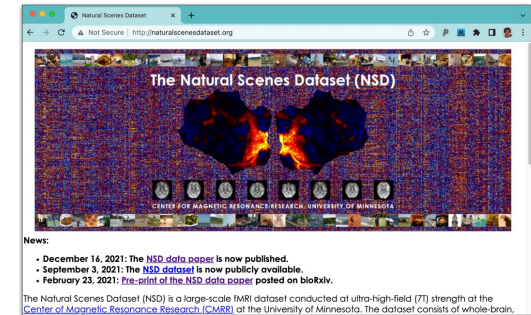 Natural Scenes Dataset
Not Secure | http://naturalscenesdataset.org
The Natural Scenes Dataset (NSD)
CENTER FOR MAGNETIC RESONANCE RESEARCH, UNIVERSITY OF MINNESOTA
News:
• December 16, 2021: The NSD data paper is now published.
• September 3, 2021: The NSD dataset is now publicly available.
• February 23, 2021: Pre-print of the NSD data paper posted on bioRxiv.
The Natural Scenes Dataset (NSD) is a large-scale fMRI dataset conducted at ultra-high-field (7T) strength at the
Center of Magnetic Resonance Research (CMRR) at the University of Minnesota. The dataset consists of whole-brain,